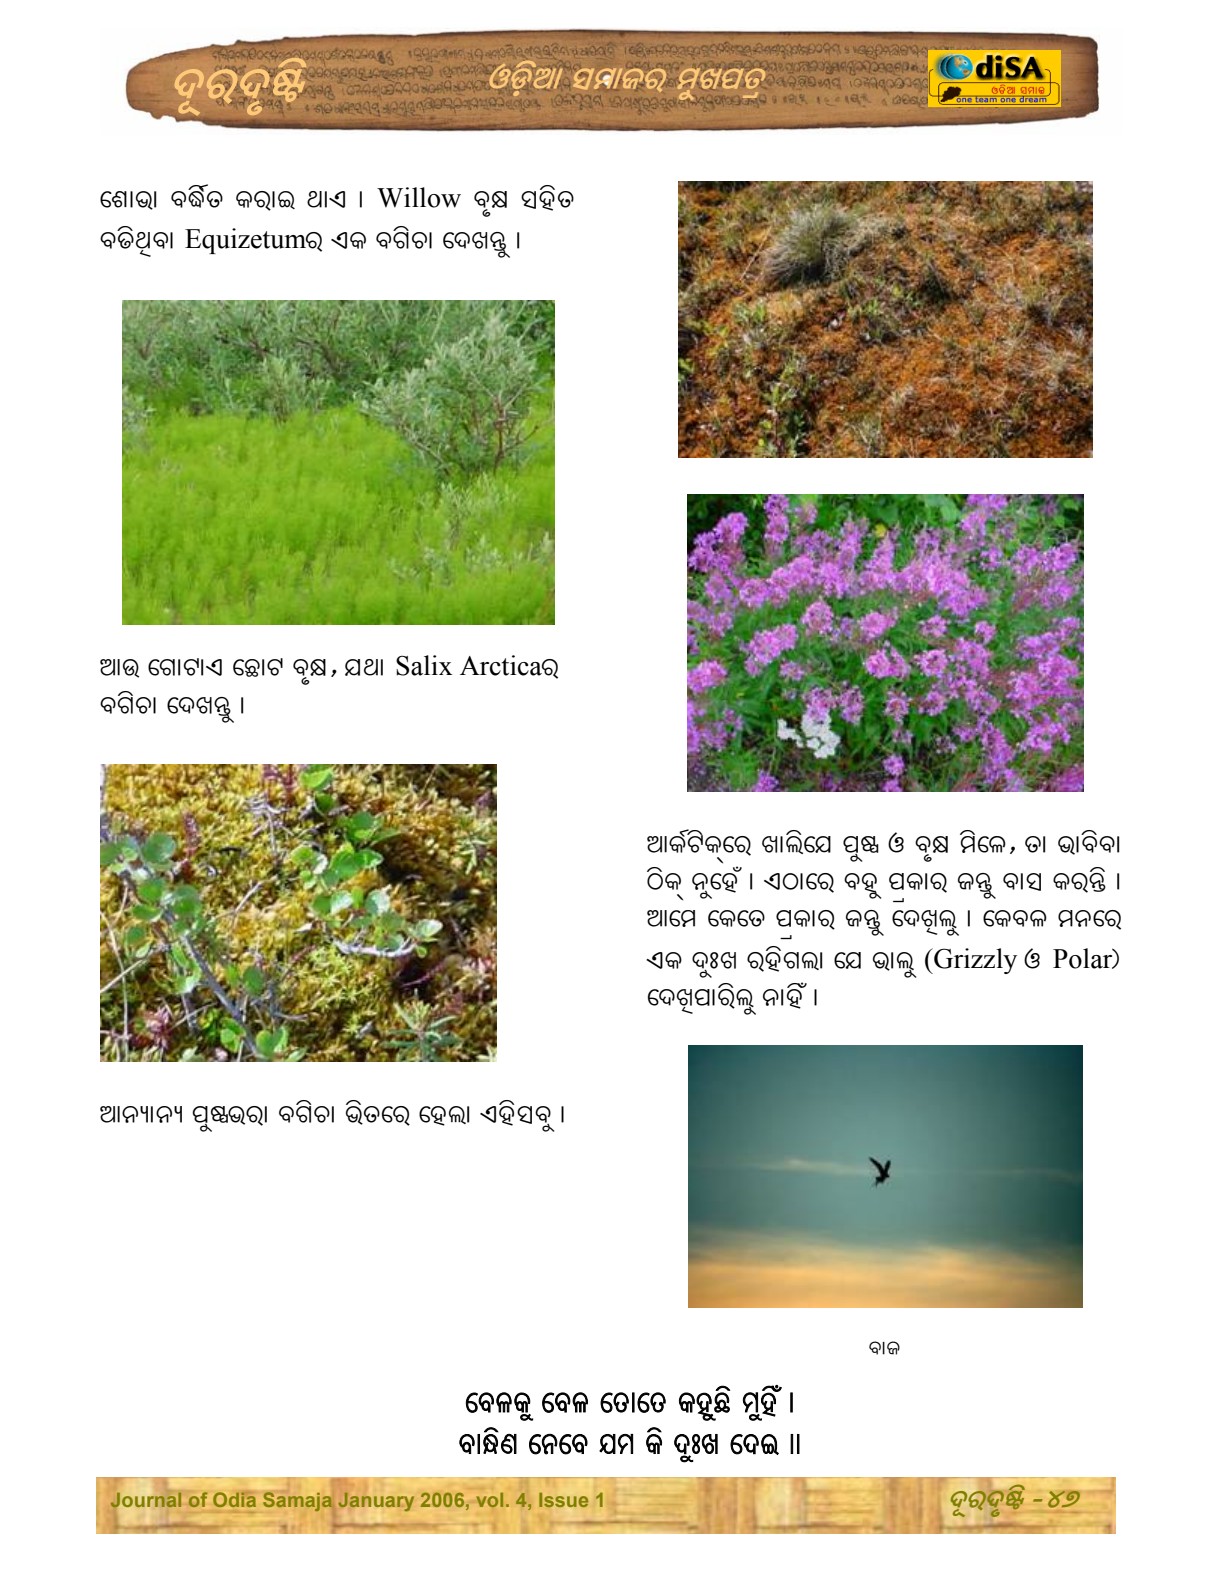 ଦୂରଦୃଷ୍ଟି
ଓଡ଼ିଆ ସମାଜର ମୁଖପତ୍ର
OdiSA
ଓଡିଆ ସମାଜ
one team one dream
ଶୋଭା ବର୍ଦ୍ଧିତ କରାଇ ଥାଏ । Willow ବୃକ୍ଷ ସହିତ
ବଢିଥିବା Equizetumର ଏକ ବଗିଚା ଦେଖନ୍ତୁ ।
ଆଉ ଗୋଟାଏ ଛୋଟ ବୃକ୍ଷ, ଯଥା Salix Arcticaର
ବଗିଚା ଦେଖନ୍ତୁ ।
ଆନ୍ୟାନ୍ୟ ପୁଷ୍ପଭରା ବଗିଚା ଭିତରେ ହେଲା ଏହିସବୁ ।
ଆର୍କଟିକ୍‌ରେ ଖାଲିଯେ ପୁଷ୍ପ ଓ ବୃକ୍ଷ ମିଳେ, ତା ଭାବିବା
ଠିକ୍ ନୁହେଁ । ଏଠାରେ ବହୁ ପ୍ରକାର ଜନ୍ତୁ ବାସ କରନ୍ତି ।
ଆମେ କେତେ ପ୍ରକାର ଜନ୍ତୁ ଦେଖିଲୁ । କେବଳ ମନରେ
ଏକ ଦୁଃଖ ରହିଗଲା ଯେ ଭାଲୁ (Grizzly ଓ Polar)
ଦେଖିପାରିଲୁ ନାହିଁ ।
ବାଜ
ବେଳକୁ ବେଳ ତୋତେ କହୁଛି ମୁହିଁ ।
ବାନ୍ଧିଣ ନେବେ ଯମ କି ଦୁଃଖ ଦେଇ ॥
Journal of Odia Samaja January 2006, vol. 4, Issue 1
ଦୂରଦୃଷ୍ଟି -୪୭